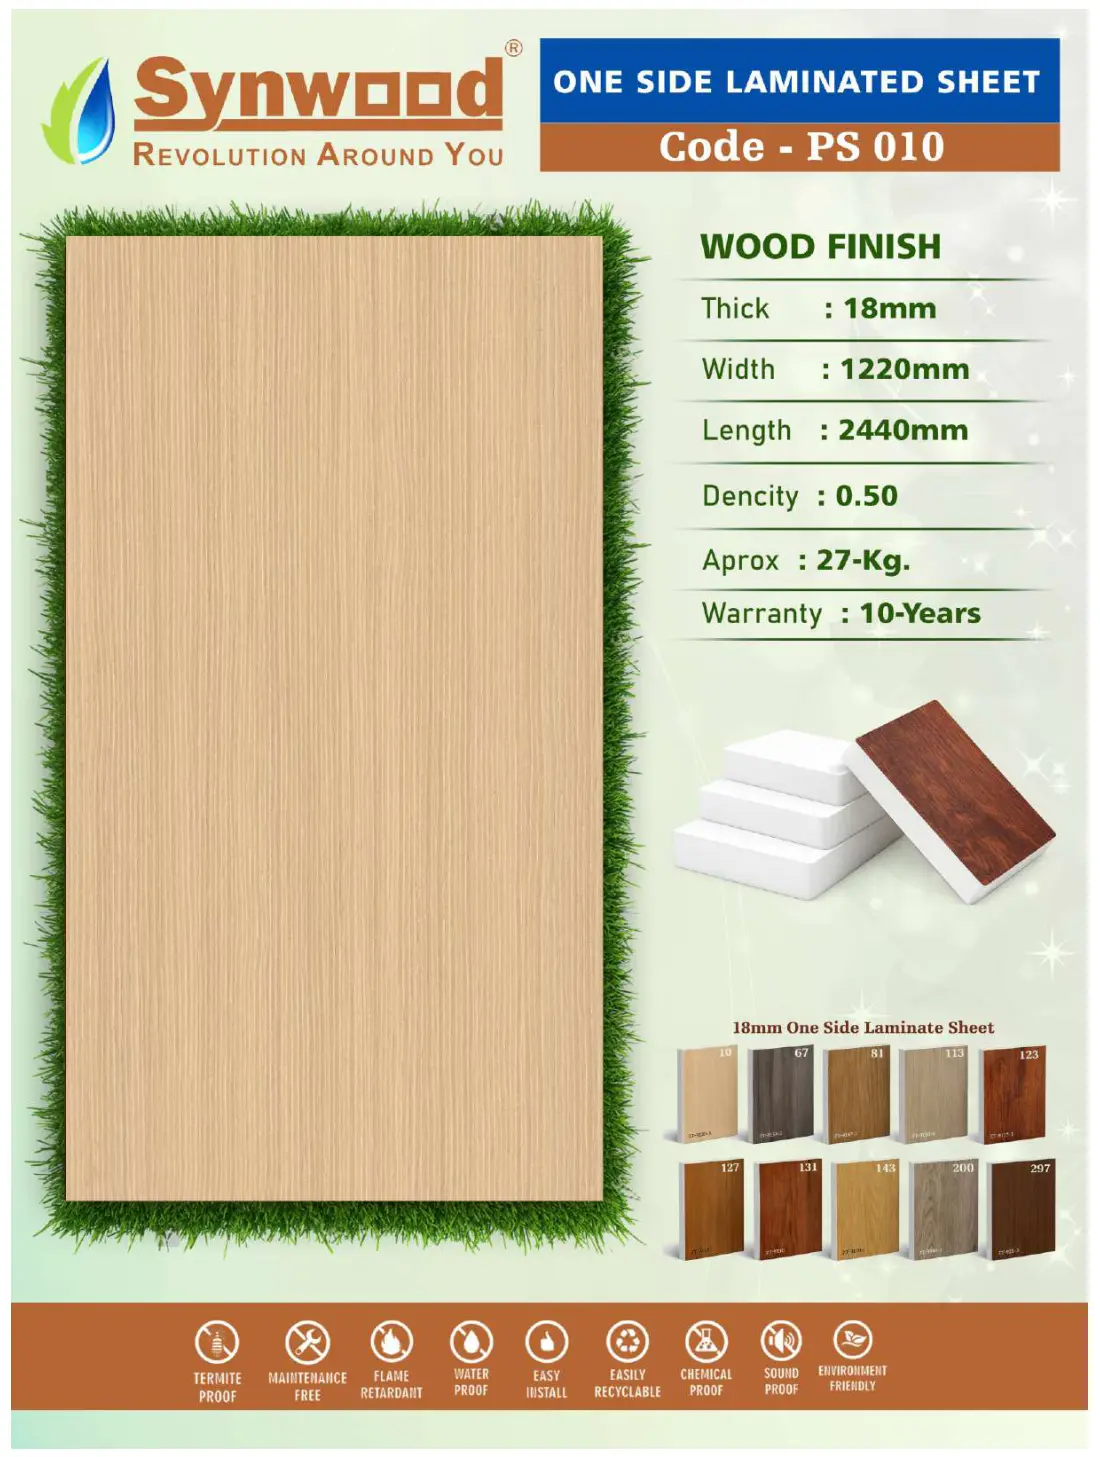 Synwood®
REVOLUTION AROUND YOU
ONE SIDE LAMINATED SHEET
Code - PS 010
WOOD FINISH
Thick : 18mm
Width : 1220mm
Length : 2440mm
Dencity : 0.50
Aprox : 27-Kg.
Warranty : 10-Years
18mm One Side Laminate Sheet
10 67 81 113 123
127 131 143 200 297
TERMITE PROOF
MAINTENANCE FREE
FLAME RETARDANT
WATER PROOF
EASY INSTALL
EASILY RECYCLABLE
CHEMICAL PROOF
SOUND PROOF
ENVIRONMENT FRIENDLY